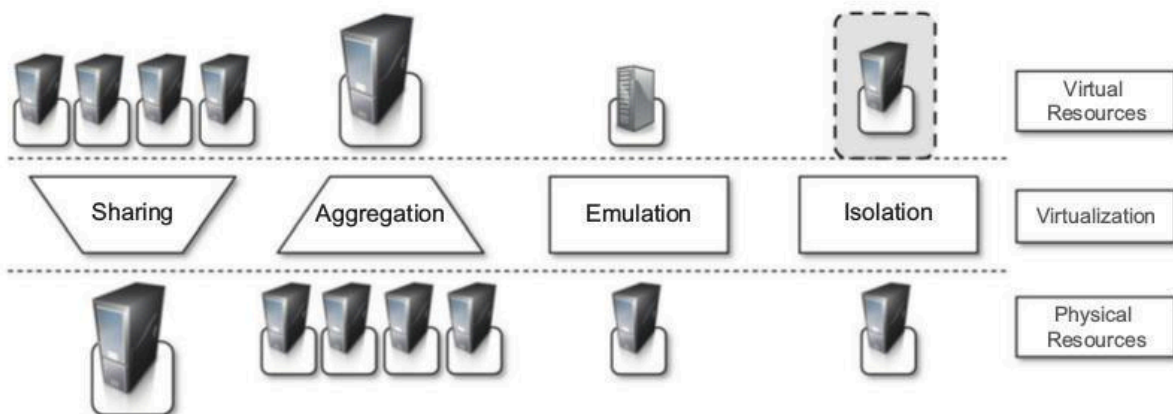 Virtual
Resources
Sharing
Aggregation
Emulation
Isolation
Virtualization
Physical
Resources